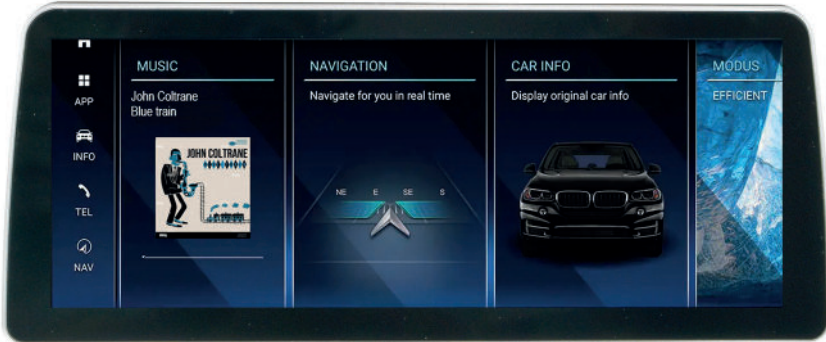 APP
INFO
TEL
NAV
MUSIC
John Coltrane
Blue train
JOHN COLTRANE
NAVIGATION
Navigate for you in real time
NE E SE S
CAR INFO
Display original car info
MODUS
EFFICIENT